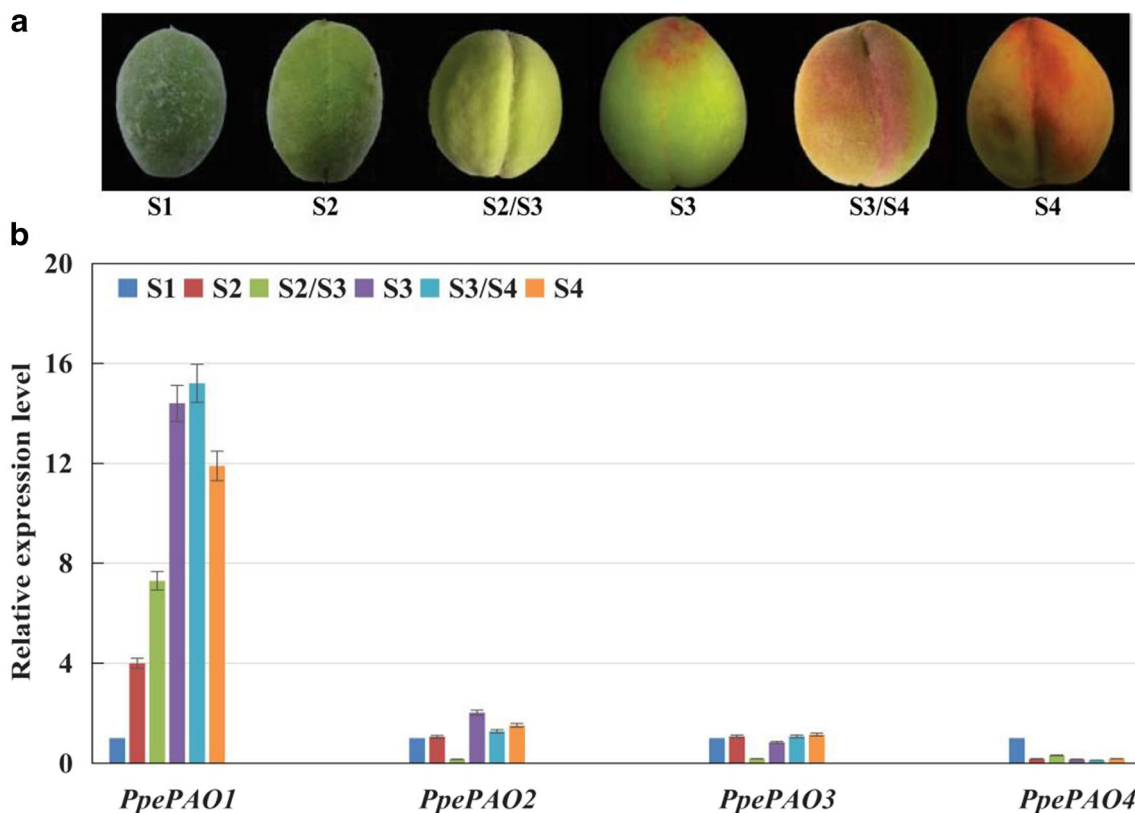 a
S1 S2 S2/S3 S3 S3/S4 S4
b
20
S1 S2 S2/S3 S3 S3/S4 S4
16
12
8
4
0
Relative expression level
PpePAO1 PpePAO2 PpePAO3 PpePAO4